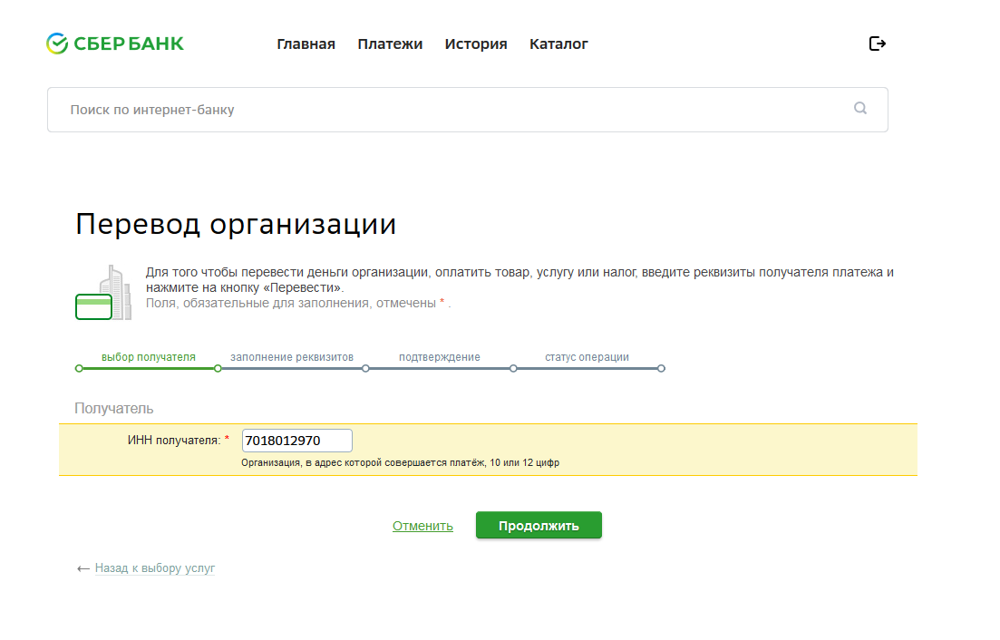 СБЕР БАНК
Главная Платежи История Каталог
Поиск по интернет-банку
Перевод организации
Для того чтобы перевести деньги организации, оплатить товар, услугу или налог, введите реквизиты получателя платежа и
нажмите на кнопку «Перевести».
Поля, обязательные для заполнения, отмечены * .
выбор получателя заполнение реквизитов подтверждение статус операции
Получатель
ИНН получателя: * 7018012970
Организация, в адрес которой совершается платёж, 10 или 12 цифр
Отменить Продолжить
← Назад к выбору услуг